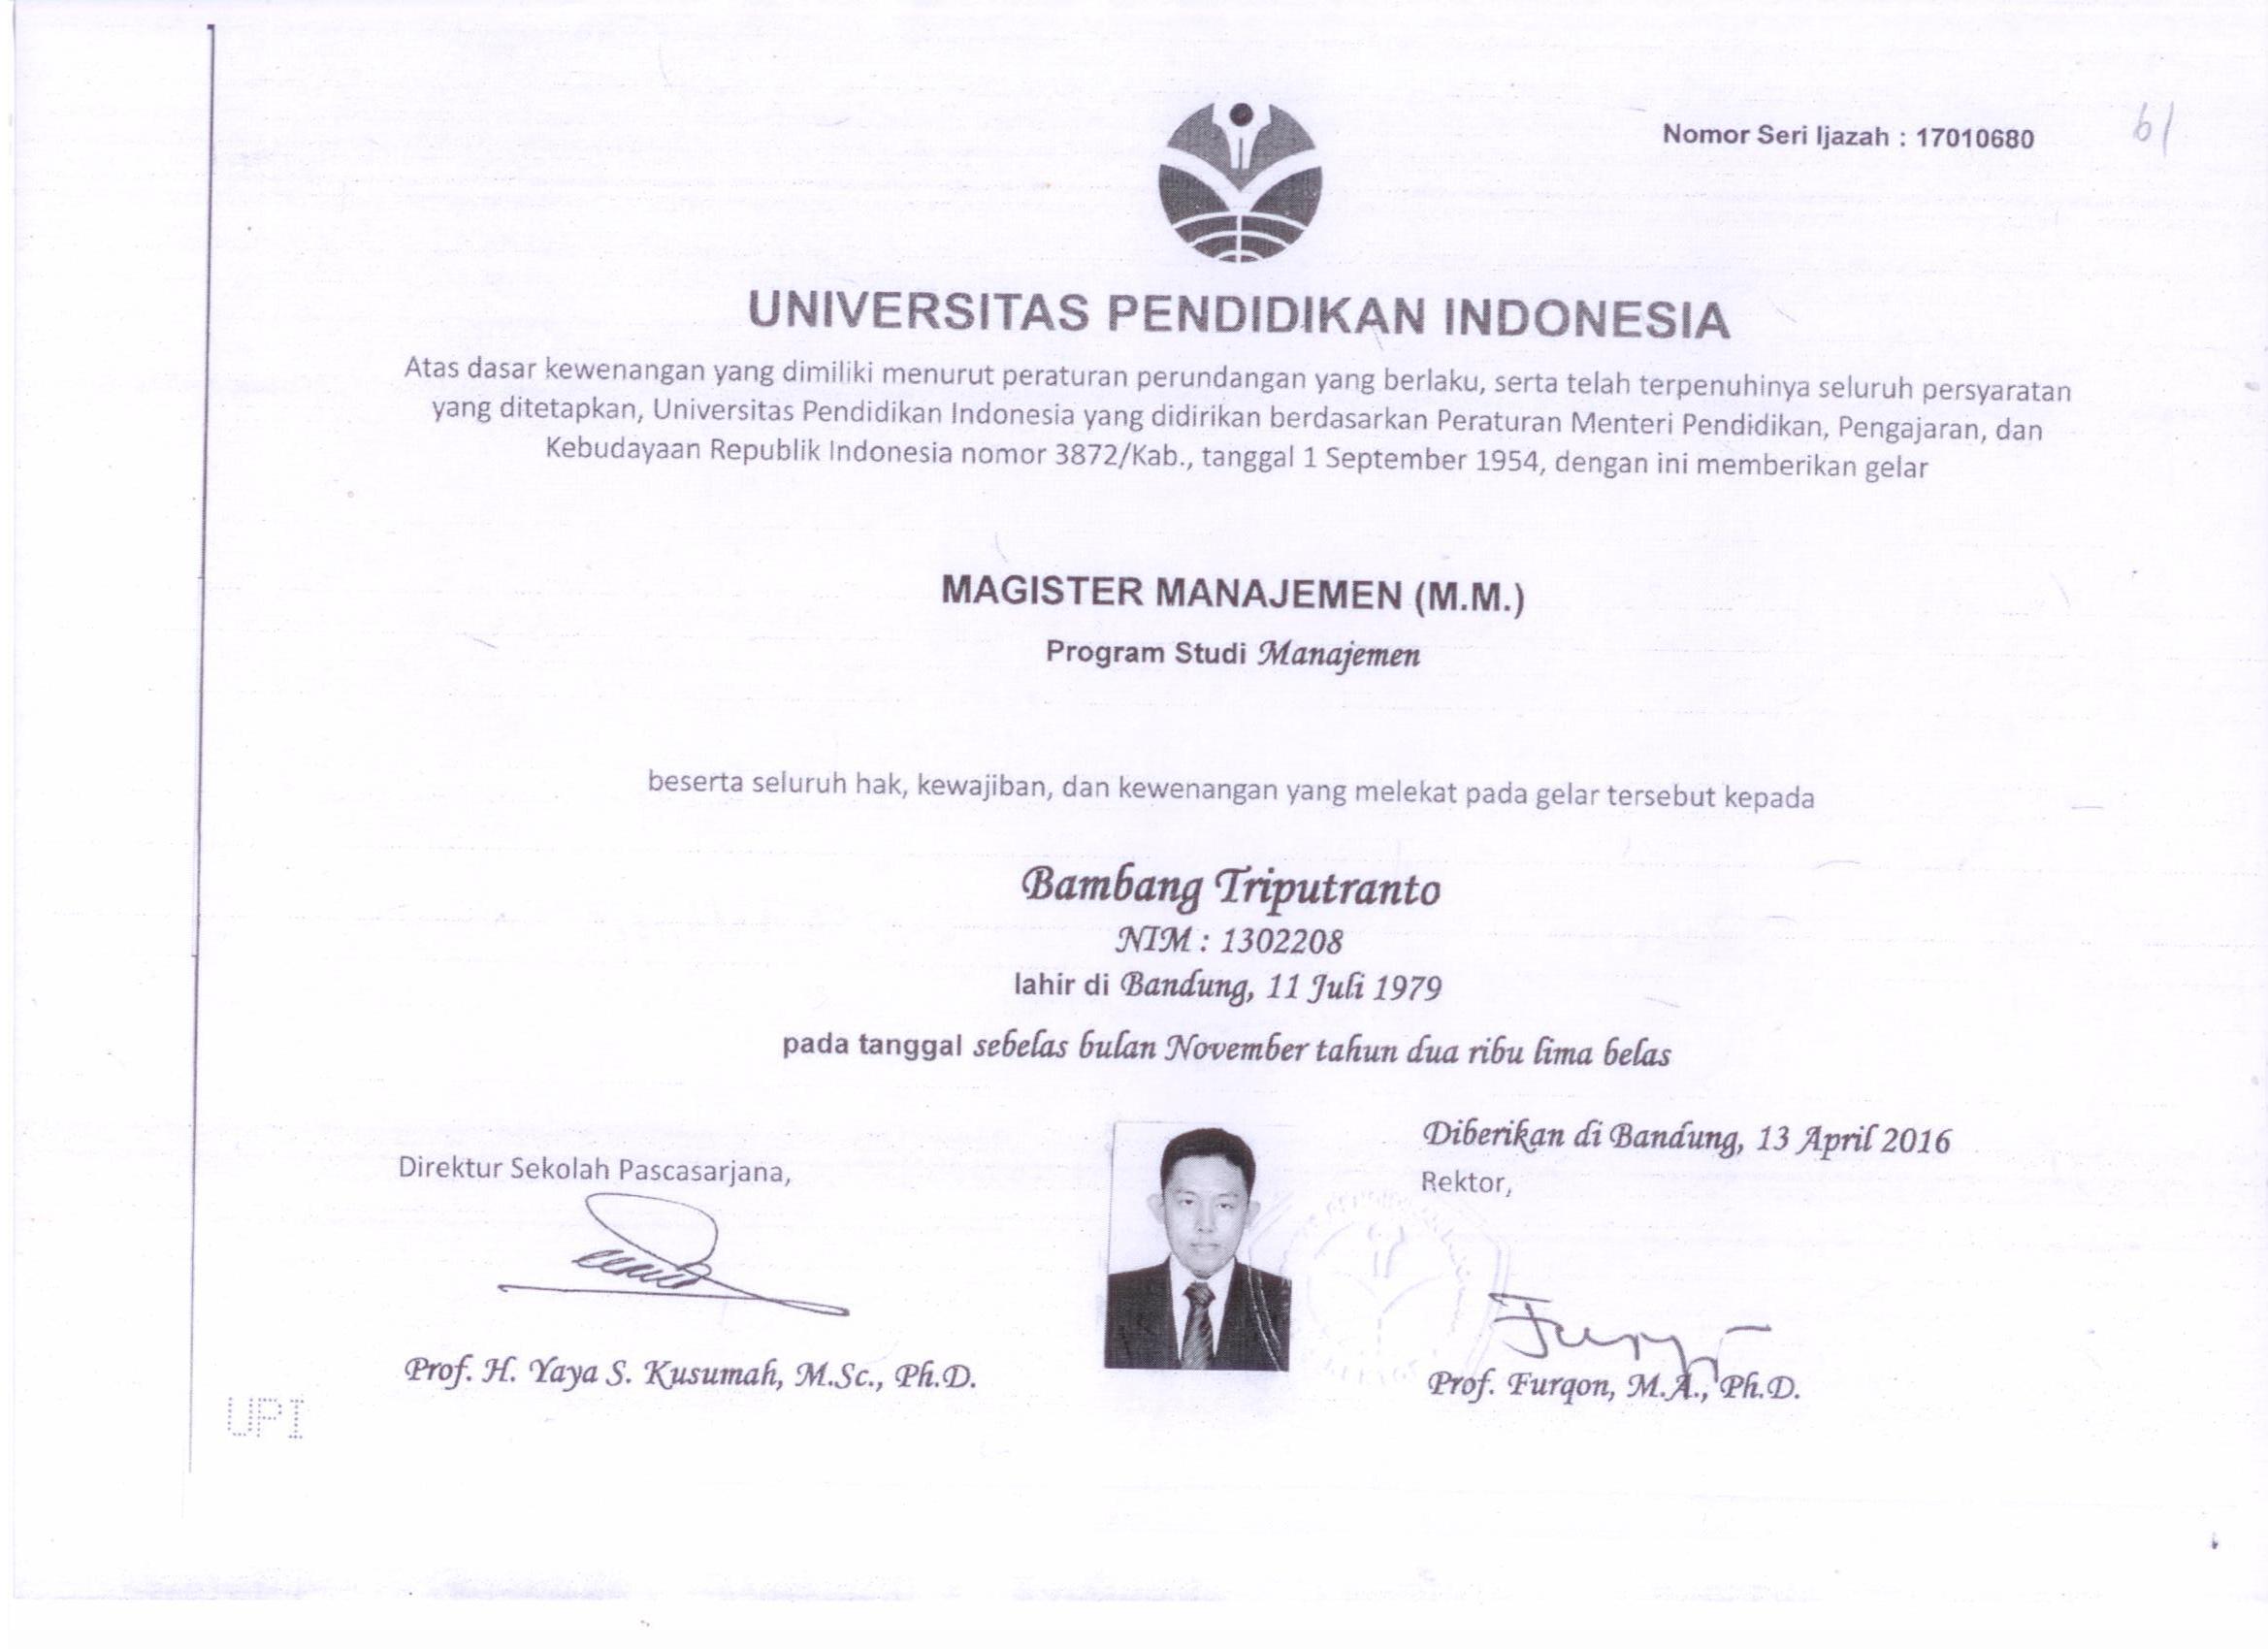 Nomor Seri Ijazah : 17010680
61
UNIVERSITAS PENDIDIKAN INDONESIA
Atas dasar kewenangan yang dimiliki menurut peraturan perundangan yang berlaku, serta telah terpenuhinya seluruh persyaratan
yang ditetapkan, Universitas Pendidikan Indonesia yang didirikan berdasarkan Peraturan Menteri Pendidikan, Pengajaran, dan
Kebudayaan Republik Indonesia nomor 3872/Kab., tanggal 1 September 1954, dengan ini memberikan gelar
MAGISTER MANAJEMEN (M.M.)
Program Studi Manajemen
beserta seluruh hak, kewajiban, dan kewenangan yang melekat pada gelar tersebut kepada
Bambang Triputranto
NIM : 1302208
lahir di Bandung, 11 Juli 1979
pada tanggal sebelas bulan November tahun dua ribu lima belas
Diberikan di Bandung, 13 April 2016
Direktur Sekolah Pascasarjana,
Rektor,
Prof. H. Yaya S. Kusumah, M.Sc., Ph.D.
Prof. Furqon, M.A., Ph.D.
UPI